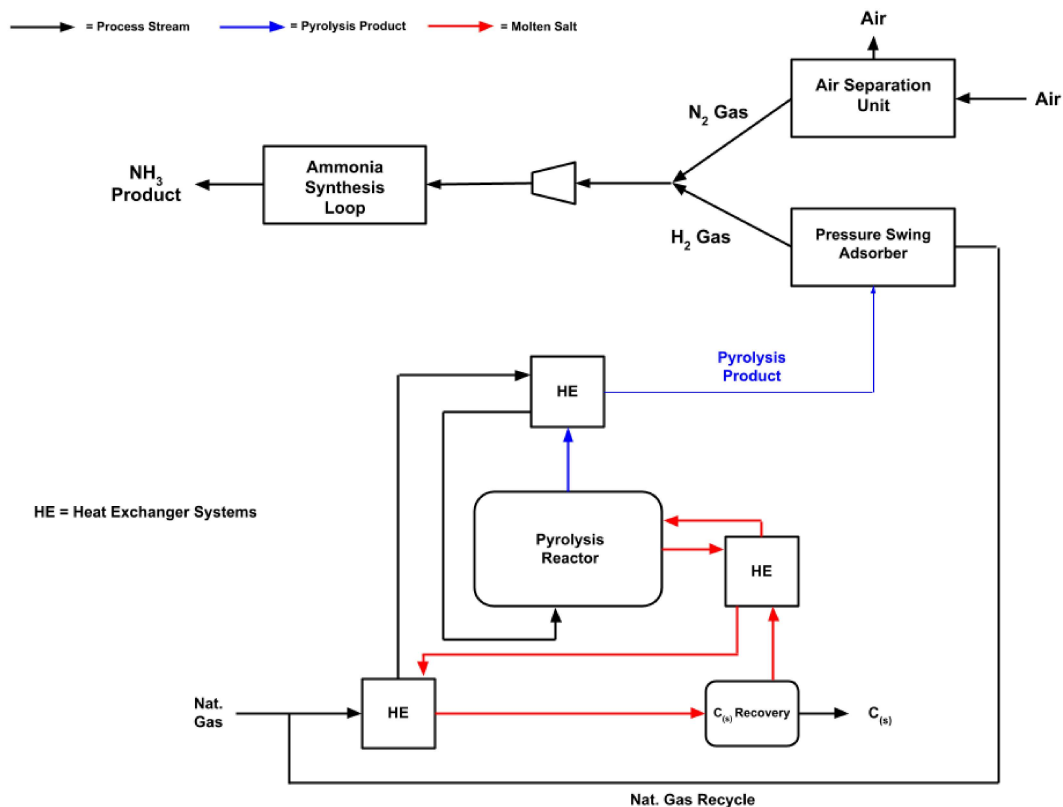 = Process Stream
= Pyrolysis Product
= Molten Salt
Air
Air Separation
Unit
Air
N₂ Gas
NH₃
Product
Ammonia
Synthesis
Loop
H₂ Gas
Pressure Swing
Adsorber
Pyrolysis
Product
HE
HE = Heat Exchanger Systems
Pyrolysis
Reactor
HE
Nat.
Gas
HE
C₍s₎ Recovery
C₍s₎
Nat. Gas Recycle